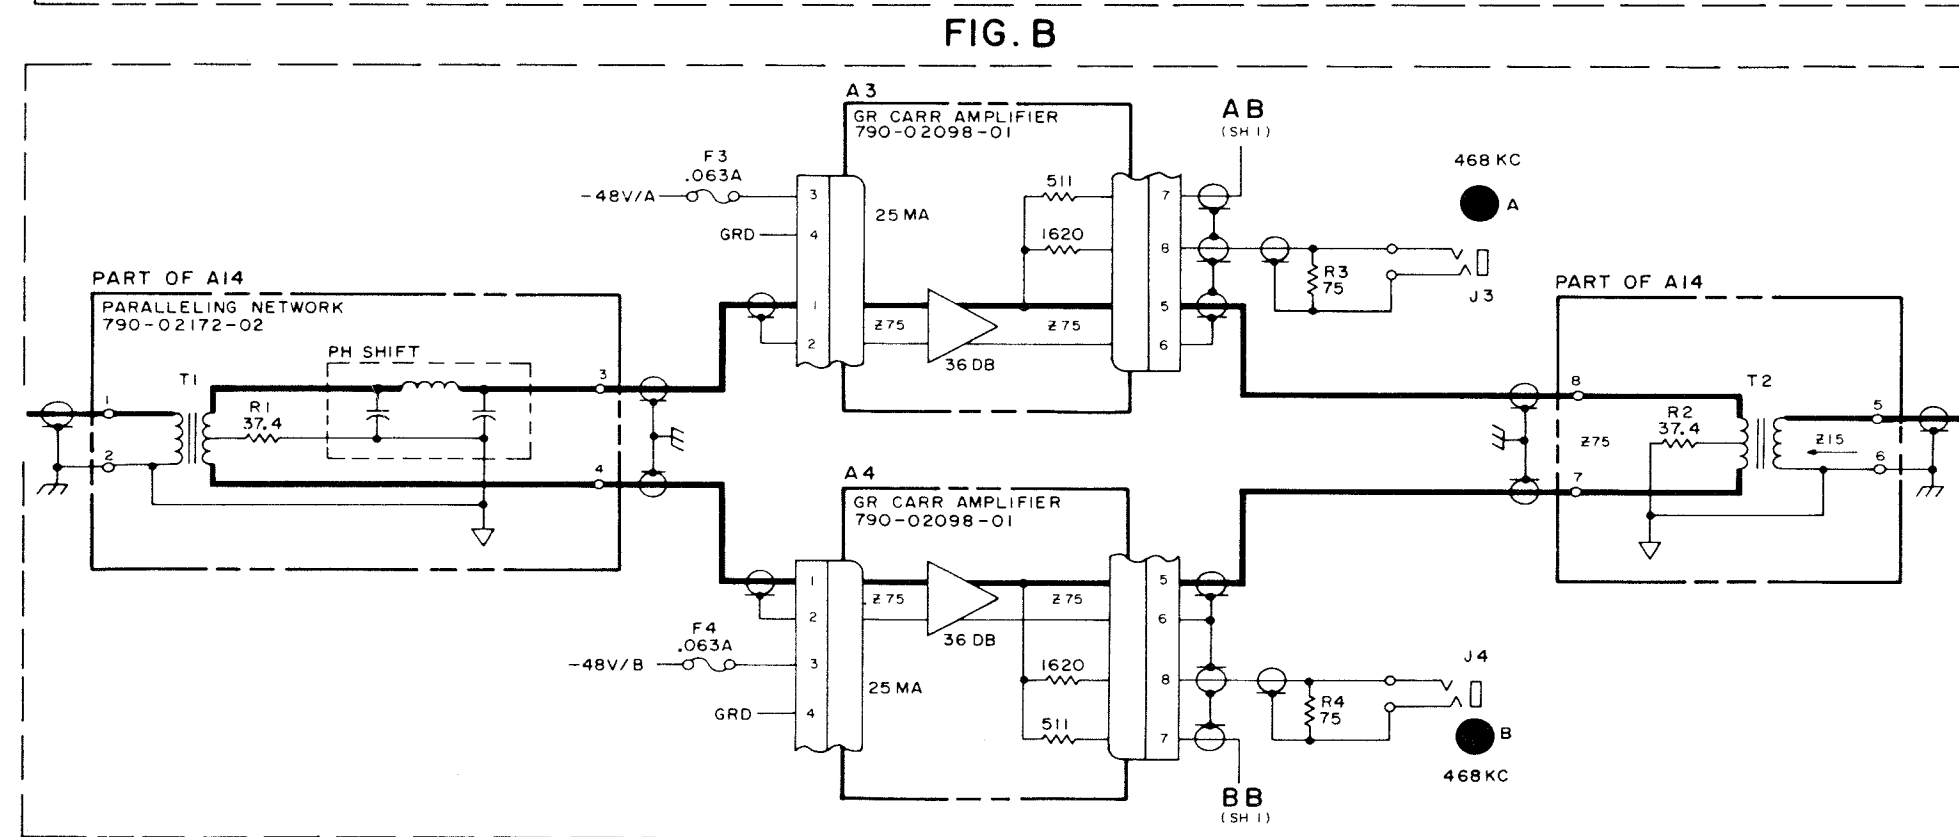 FIG. B
A3
GR CARR AMPLIFIER
790-02098-01
F3
.063A
-48V/A
GRD
3
4
1
2
25 MA
511
1620
Z75
Z75
36 DB
7
8
5
6
AB
(SH 1)
468 KC
A
R3
75
J3
PART OF A14
PARALLELING NETWORK
790-02172-02
PH SHIFT
T1
R1
37.4
1
2
3
4
PART OF A14
8
7
Z75
R2
37.4
T2
Z15
5
6
A4
GR CARR AMPLIFIER
790-02098-01
F4
.063A
-48V/B
GRD
1
2
3
4
25 MA
Z75
Z75
36 DB
1620
511
5
6
8
7
R4
75
J4
B
468 KC
BB
(SH 1)